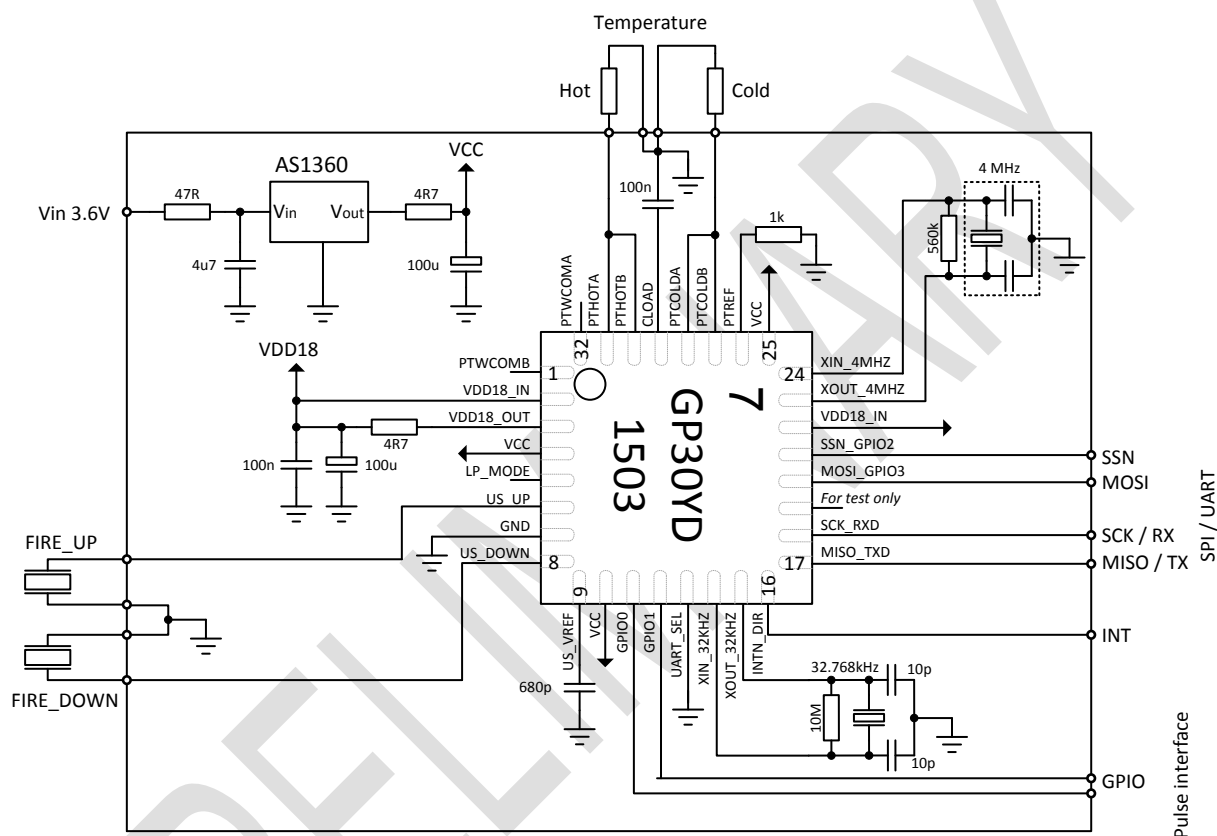 Temperature
Hot
Cold
AS1360
VCC
4 MHz
47R
4R7
100n
Vin 3.6V
Vin
Vout
1k
560k
4u7
100u
PTWCOMA
PTHOTA
PTHOTB
CLOAD
PTCOLDA
PTCOLDB
PTREF
VCC
VDD18
32
25
PTWCOMB
1
24
XIN_4MHZ
VDD18_IN
XOUT_4MHZ
VDD18_OUT
VDD18_IN
4R7
VCC
SSN_GPIO2
SSN
100n
100u
LP_MODE
MOSI_GPIO3
MOSI
7
GP30YD
1503
US_UP
For test only
GND
SCK_RXD
SCK / RX
FIRE_UP
US_DOWN
8
17
MISO_TXD
MISO / TX
SPI / UART
9
16
US_VREF
VCC
GPIO0
GPIO1
UART_SEL
XIN_32KHZ
XOUT_32KHZ
INTN_DIR
INT
FIRE_DOWN
680p
32.768kHz
10p
10M
10p
GPIO
Pulse interface
PRELIMINARY